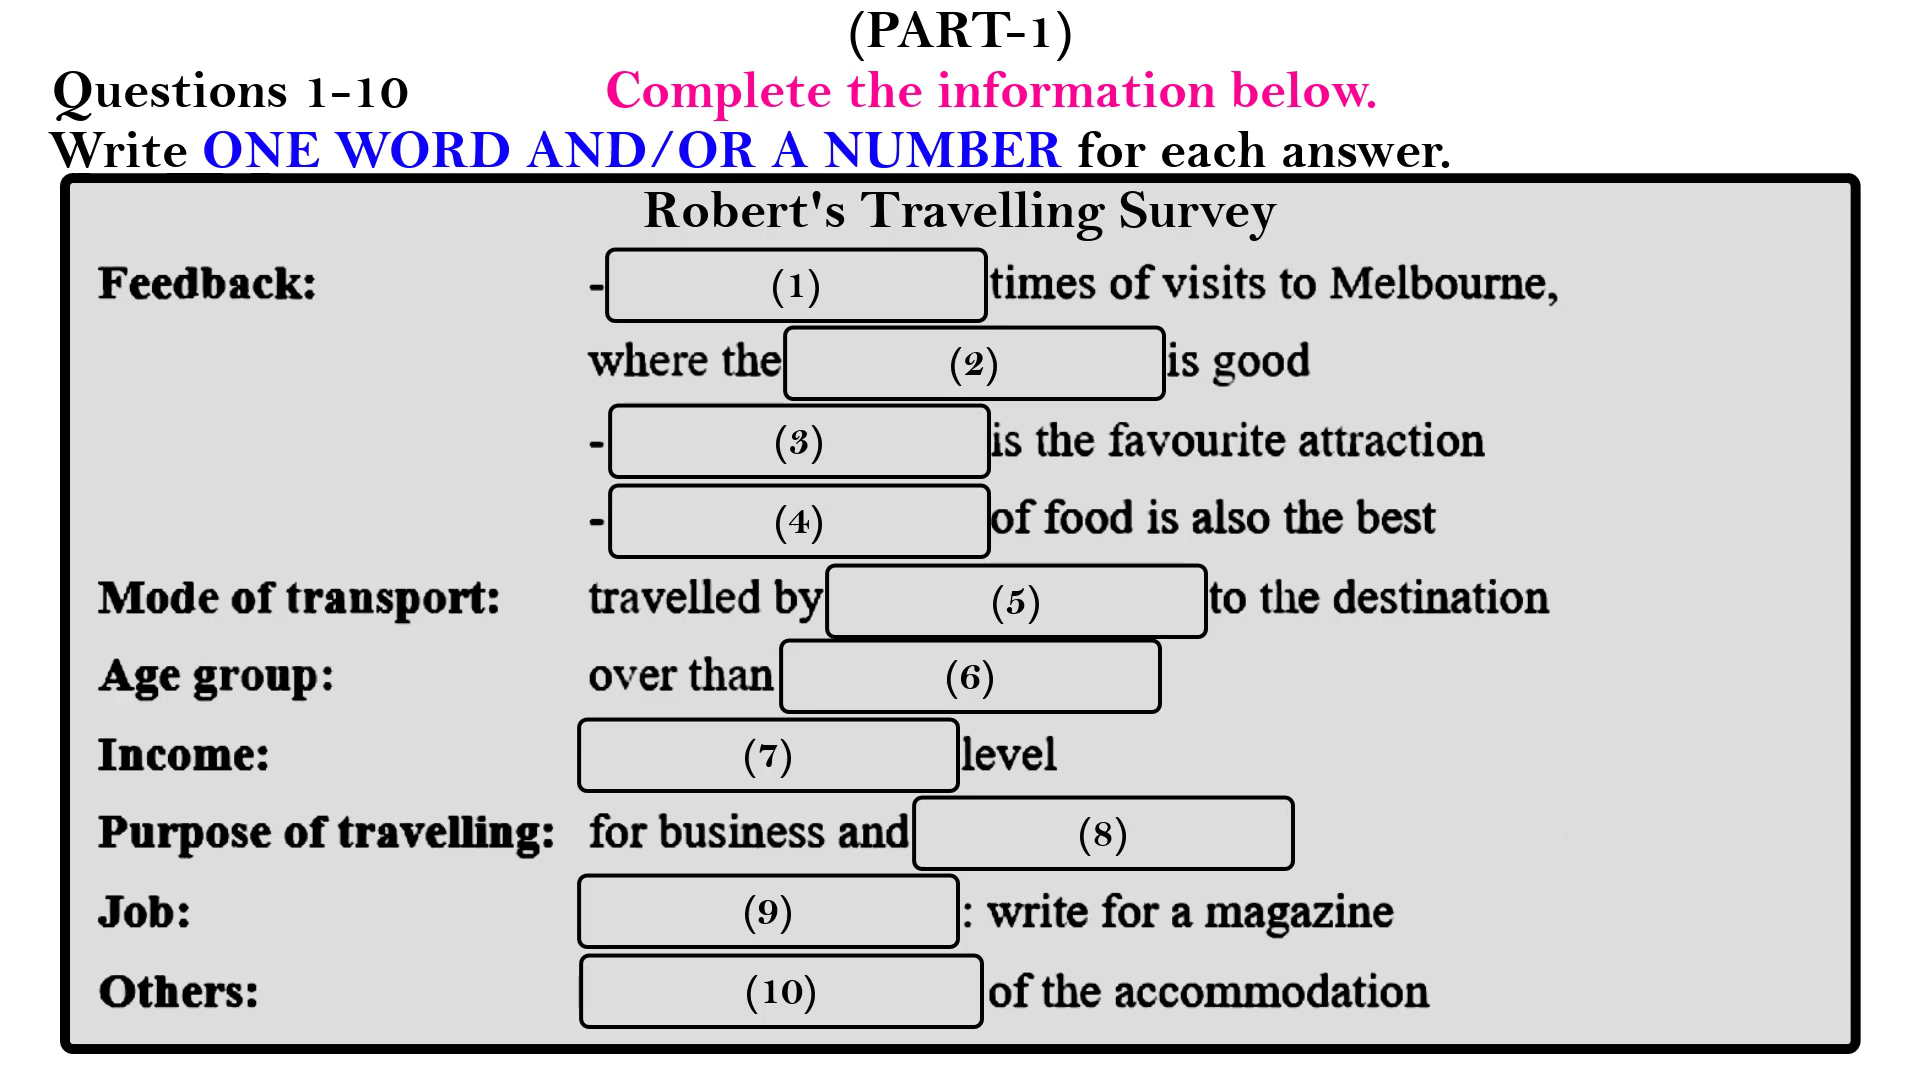 (PART-1)
Questions 1-10 Complete the information below.
Write ONE WORD AND/OR A NUMBER for each answer.
Robert's Travelling Survey
Feedback: - (1) times of visits to Melbourne,
where the (2) is good
- (3) is the favourite attraction
- (4) of food is also the best
Mode of transport: travelled by (5) to the destination
Age group: over than (6)
Income: (7) level
Purpose of travelling: for business and (8)
Job: (9) : write for a magazine
Others: (10) of the accommodation